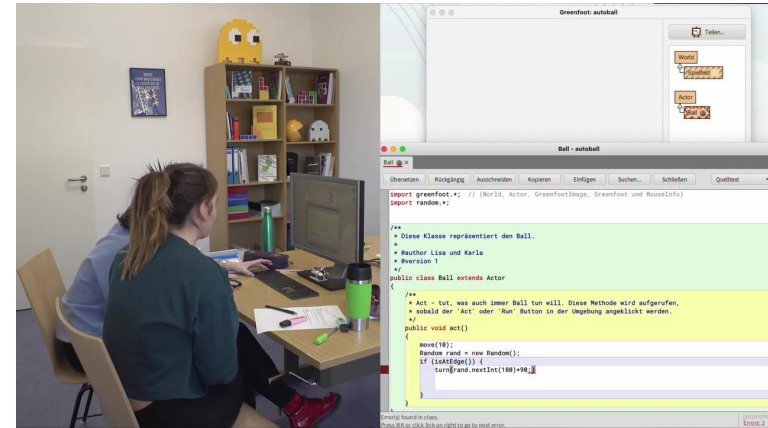 Greenfoot: autoball
Teilen...
World
Spielfeld
Actor
Ball
Ball - autoball
Ball ×
Übersetzen Rückgängig Ausschneiden Kopieren Einfügen Suchen... Schließen Quelltext
import greenfoot.*; // (World, Actor, GreenfootImage, Greenfoot und MouseInfo)
import random.*;
/**
* Diese Klasse repräsentiert den Ball.
*
* @author Lisa und Karla
* @version 1
*/
public class Ball extends Actor
{
/**
* Act - tut, was auch immer Ball tun will. Diese Methode wird aufgerufen,
* sobald der 'Act' oder 'Run' Button in der Umgebung angeklickt werden.
*/
public void act()
{
move(10);
Random rand = new Random();
if (isAtEdge()) {
turn(rand.nextInt(180)+90;)
}
}
Error(s) found in class.
Press ⌘K or click link on right to go to next error.
Errors: 2